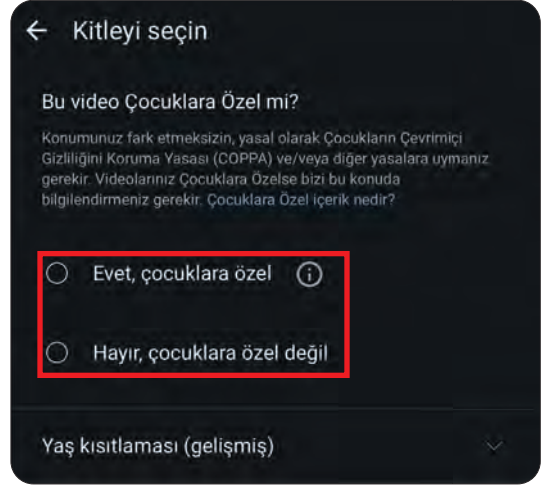 Kitleyi seçin
Bu video Çocuklara Özel mi?
Konumunuz fark etmeksizin, yasal olarak Çocukların Çevrimiçi
Gizliliğini Koruma Yasası (COPPA) ve/veya diğer yasalara uymanız
gerekir. Videolarınız Çocuklara Özelse bizi bu konuda
bilgilendirmeniz gerekir. Çocuklara Özel içerik nedir?
Evet, çocuklara özel
Hayır, çocuklara özel değil
Yaş kısıtlaması (gelişmiş)